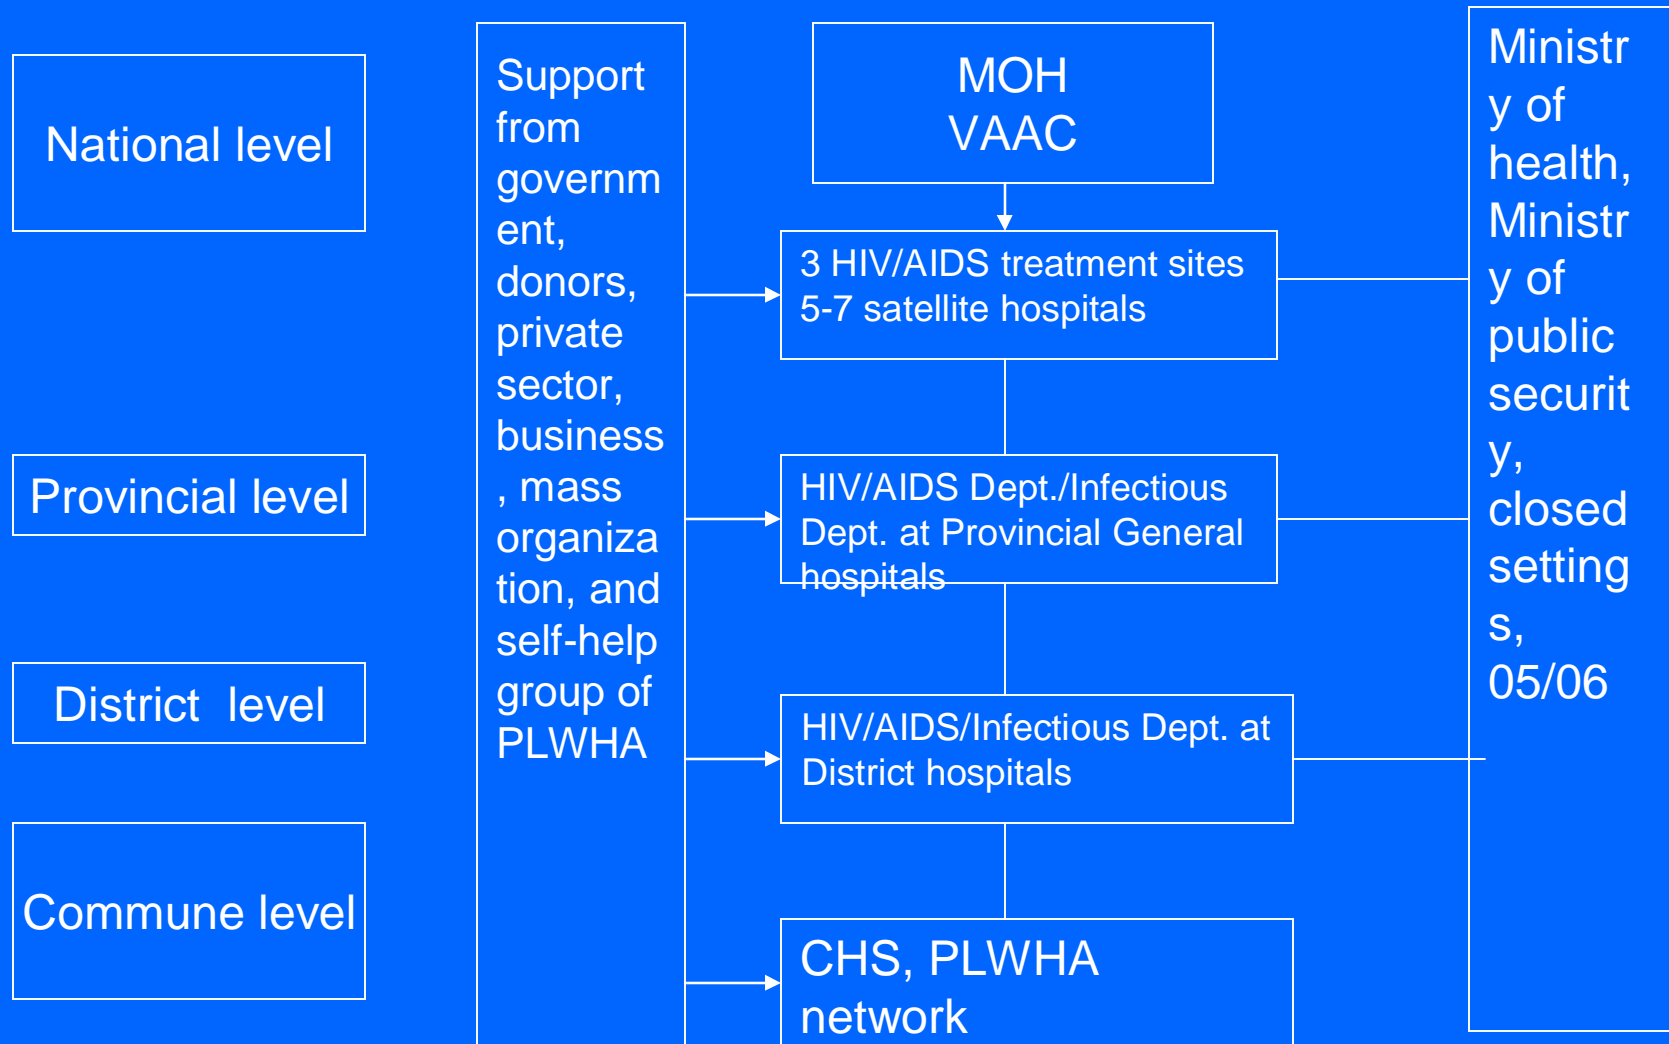 National level
Provincial level
District level
Commune level
Support
from
governm
ent,
donors,
private
sector,
business
, mass
organiza
tion, and
self-help
group of
PLWHA
MOH
VAAC
3 HIV/AIDS treatment sites
5-7 satellite hospitals
HIV/AIDS Dept./Infectious
Dept. at Provincial General
hospitals
HIV/AIDS/Infectious Dept. at
District hospitals
CHS, PLWHA
network
Ministr
y of
health,
Ministr
y of
public
securit
y,
closed
setting
s,
05/06